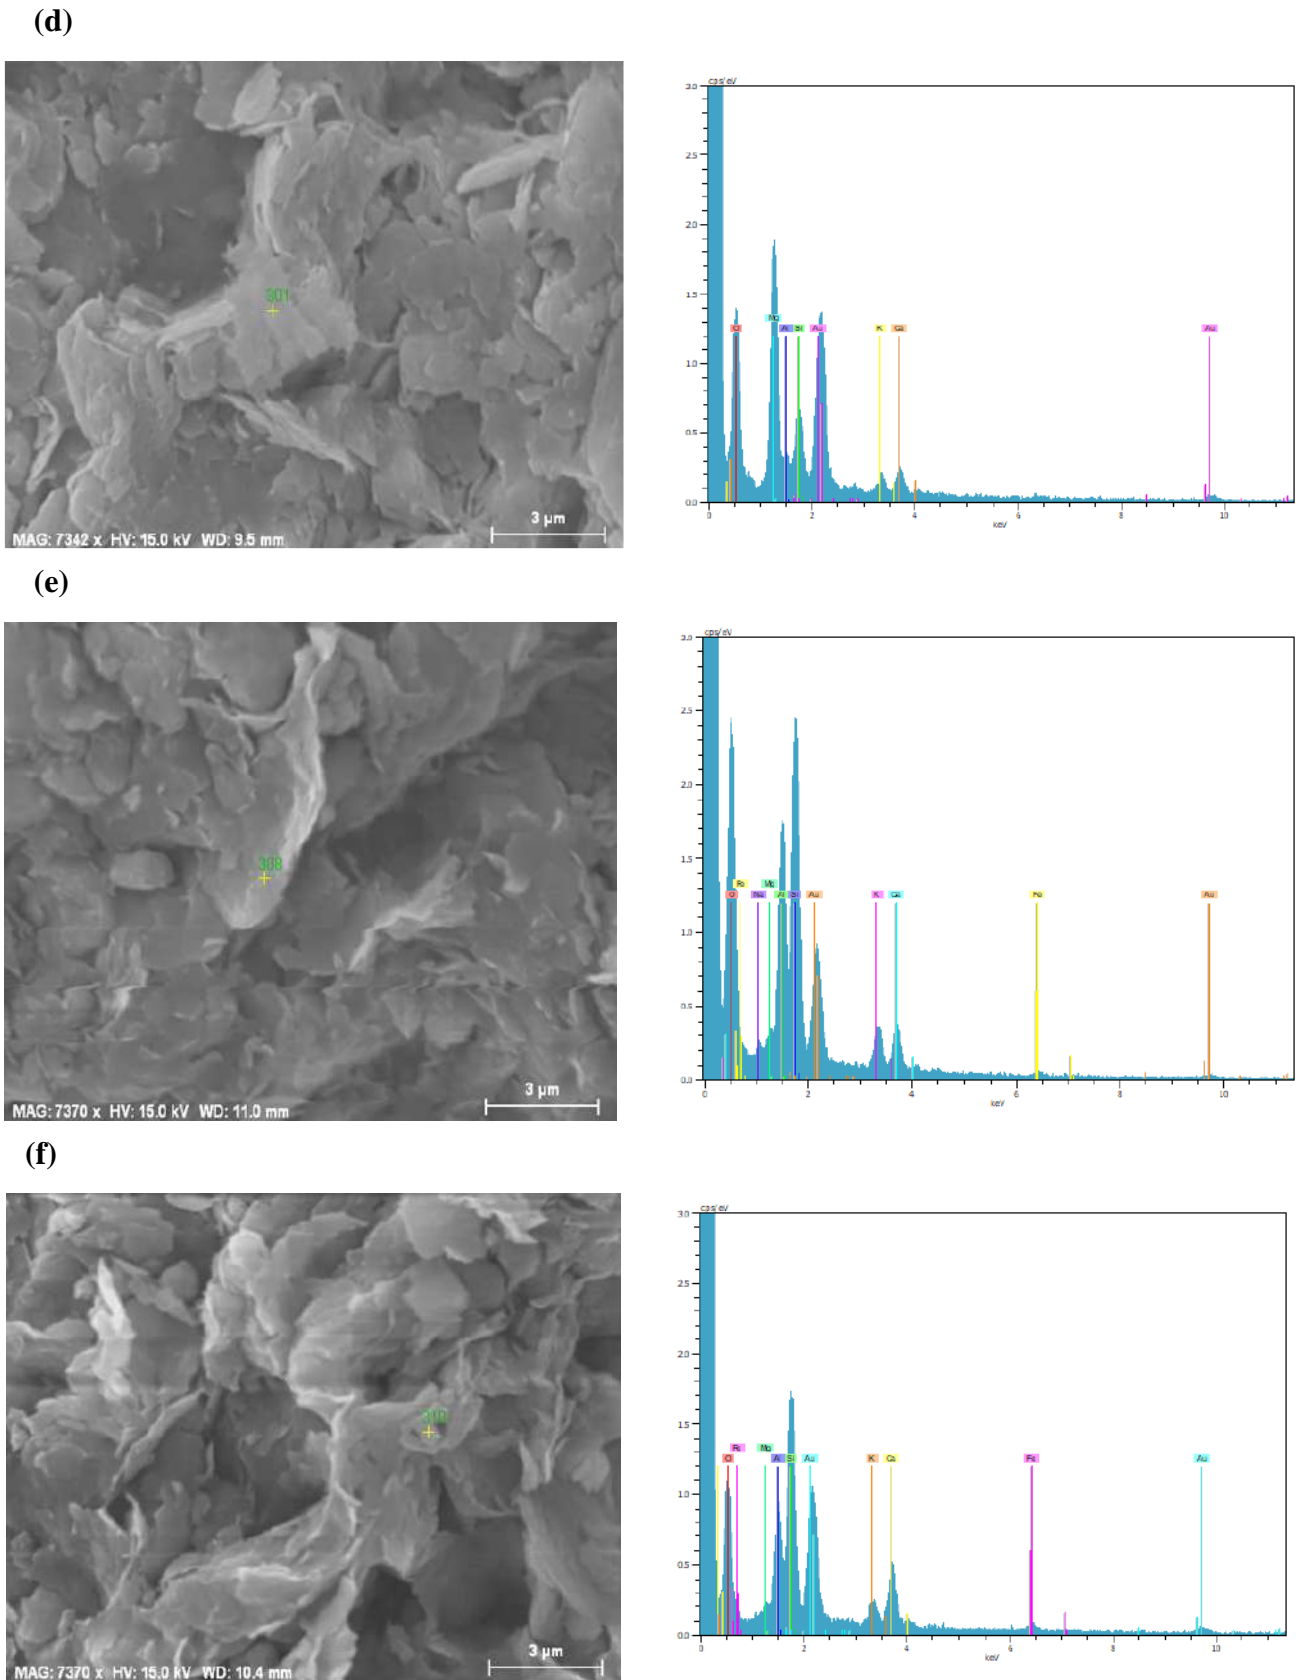 (d)
301
3 µm
MAG: 7342 x HV: 15.0 kV WD: 9.5 mm
cps/eV
3.0
2.5
2.0
1.5
1.0
0.5
0.0
O Mg Al Si Au K Ca Au
0 2 4 6 8 10
keV
(e)
308
3 µm
MAG: 7370 x HV: 15.0 kV WD: 11.0 mm
cps/eV
3.0
2.5
2.0
1.5
1.0
0.5
0.0
O Fe Na Mg Al Si Au K Ca Fe Au
0 2 4 6 8 10
keV
(f)
310
3 µm
MAG: 7370 x HV: 15.0 kV WD: 10.4 mm
cps/eV
3.0
2.5
2.0
1.5
1.0
0.5
0.0
O Fe Mg Al Si Au K Ca Fe Au
0 2 4 6 8 10
keV